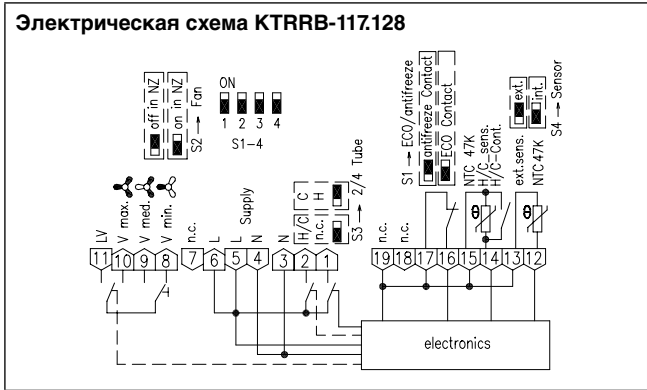 Электрическая схема KTRRB-117.128
off in NZ
on in NZ
S2 → Fan
ON
1 2 3 4
S1-4
S1 → ECO/antifreeze
antifreeze Contact
ECO Contact
NTC 47K
H/C-sens.
H/C-Cont.
ext.
int.
S4 → Sensor
ext.sens.
NTC 47K
LV
V max.
V med.
V min.
n.c.
L
L
Supply
N
N
H/C
C
n.c.
H
S3 → 2/4 Tube
n.c.
n.c.
ϑ
ϑ
11 10 9 8 7 6 5 4 3 2 1
19 18 17 16 15 14 13 12
electronics